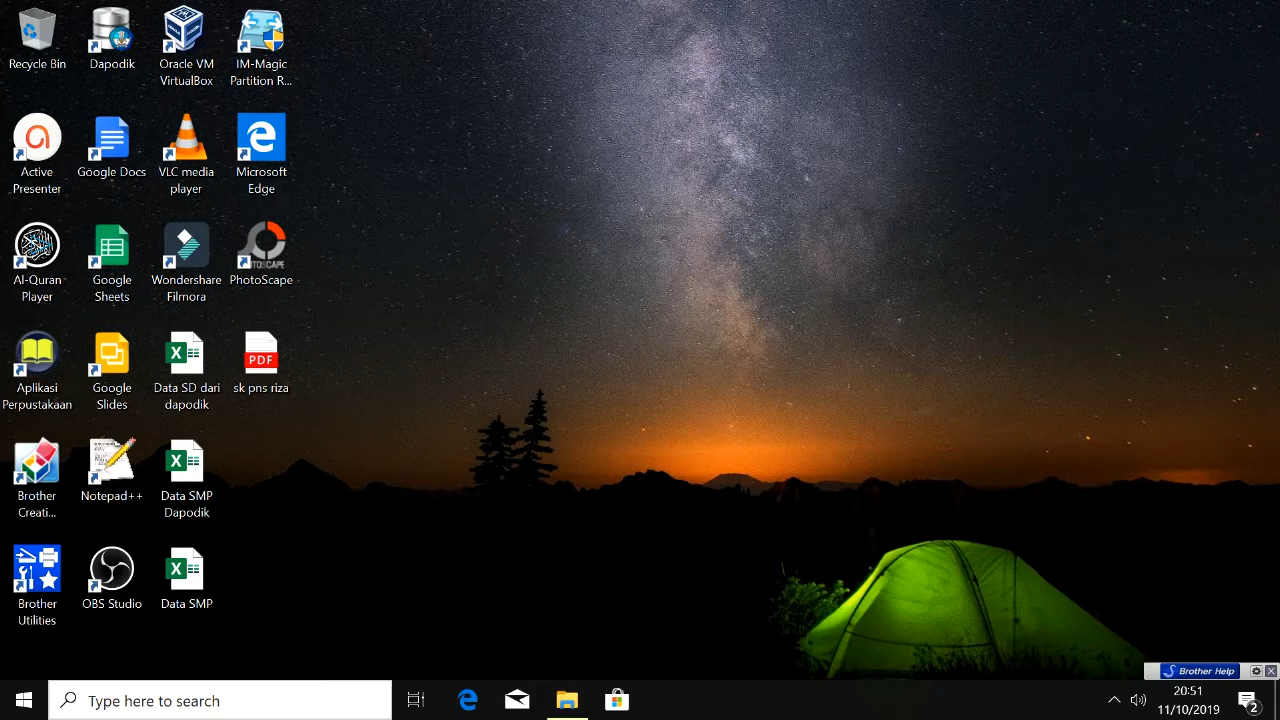 Recycle Bin
Dapodik
Oracle VM
VirtualBox
IM-Magic
Partition R...
Active
Presenter
Google Docs
VLC media
player
Microsoft
Edge
Al-Quran
Player
Google
Sheets
Wondershare
Filmora
PhotoScape
Aplikasi
Perpustakaan
Google
Slides
Data SD dari
dapodik
PDF
sk pns riza
Brother
Creati...
Notepad++
Data SMP
Dapodik
Brother
Utilities
OBS Studio
Data SMP
Brother Help
Type here to search
20:51
11/10/2019
2